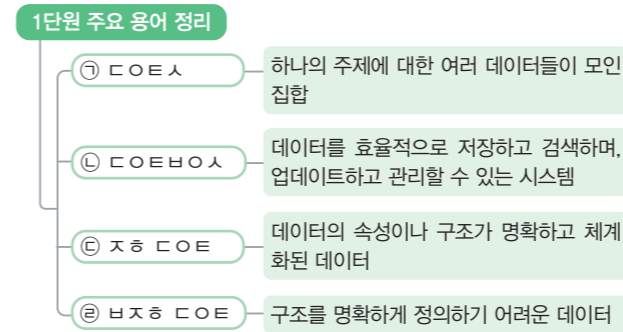 1단원 주요 용어 정리
㉠ ㄷㅇㅌㅅ
하나의 주제에 대한 여러 데이터들이 모인
집합
㉡ ㄷㅇㅌㅂㅇㅅ
데이터를 효율적으로 저장하고 검색하며,
업데이트하고 관리할 수 있는 시스템
㉢ ㅈㅎ ㄷㅇㅌ
데이터의 속성이나 구조가 명확하고 체계
화된 데이터
㉣ ㅂㅈㅎ ㄷㅇㅌ
구조를 명확하게 정의하기 어려운 데이터